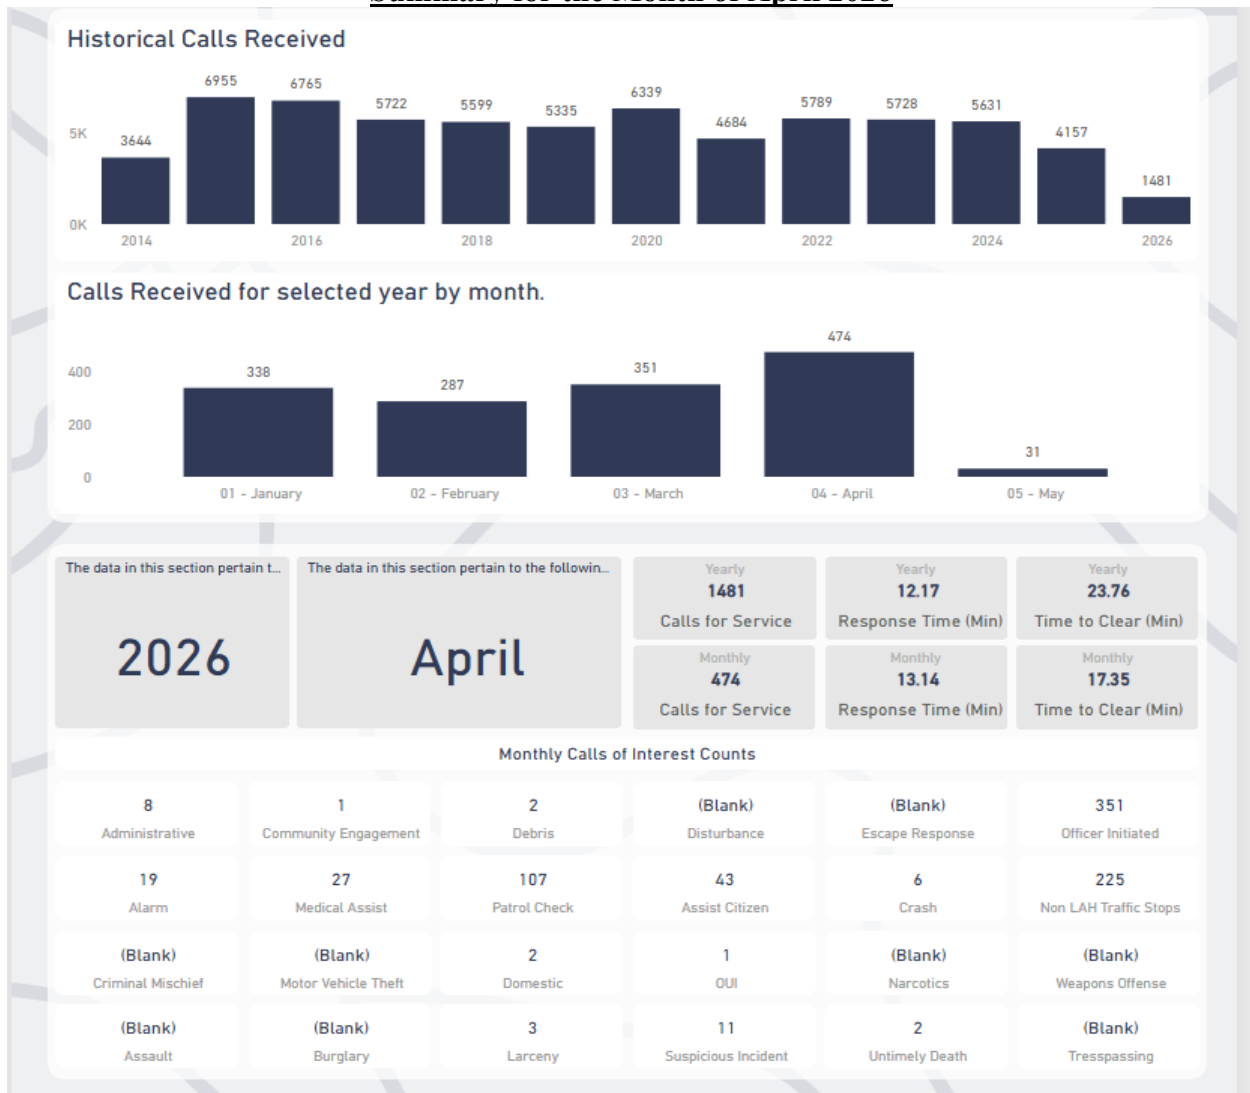 Summary for the Month of April 2026
Historical Calls Received
6955
6765
5722
5599
5335
6339
4684
5789
5728
5631
4157
3644
1481
5K
0K
2014
2016
2018
2020
2022
2024
2026
Calls Received for selected year by month.
474
338
287
351
31
400
200
0
01 - January
02 - February
03 - March
04 - April
05 - May
The data in this section pertain t...
2026
The data in this section pertain to the followin...
April
Yearly
1481
Calls for Service
Yearly
12.17
Response Time (Min)
Yearly
23.76
Time to Clear (Min)
Monthly
474
Calls for Service
Monthly
13.14
Response Time (Min)
Monthly
17.35
Time to Clear (Min)
Monthly Calls of Interest Counts
8
Administrative
1
Community Engagement
2
Debris
(Blank)
Disturbance
(Blank)
Escape Response
351
Officer Initiated
19
Alarm
27
Medical Assist
107
Patrol Check
43
Assist Citizen
6
Crash
225
Non LAH Traffic Stops
(Blank)
Criminal Mischief
(Blank)
Motor Vehicle Theft
2
Domestic
1
OUI
(Blank)
Narcotics
(Blank)
Weapons Offense
(Blank)
Assault
(Blank)
Burglary
3
Larceny
11
Suspicious Incident
2
Untimely Death
(Blank)
Tresspassing